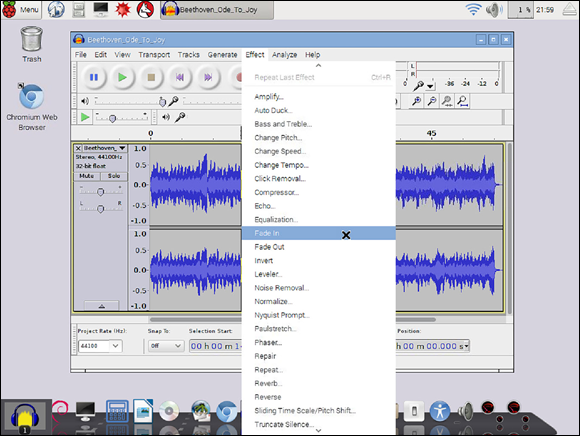 Menu
Beethoven_Ode_To_Joy
1 %
21:59
Trash
Chromium Web
Browser
Beethoven_Ode_To_Joy
File Edit View Transport Tracks Generate Effect Analyze Help
Repeat Last Effect Ctrl+R
Amplify...
Auto Duck...
Bass and Treble...
Change Pitch...
Change Speed...
Change Tempo...
Click Removal...
Compressor...
Echo...
Equalization...
Fade In
Fade Out
Invert
Leveler...
Noise Removal...
Normalize...
Nyquist Prompt...
Paulstretch...
Phaser...
Repair
Repeat...
Reverb...
Reverse
Sliding Time Scale/Pitch Shift...
Truncate Silence...
-36 -24 -12 0
0 45
Beethoven_
Stereo, 44100Hz
32-bit float
Mute Solo
- +
L R
1.0
0.5
0.0
-0.5
-1.0
1.0
0.5
0.0
-0.5
-1.0
Project Rate (Hz): Snap To: Selection Start: Position:
44100 Off 00 h 00 m 1 00 h 00 m 00.000 s
1